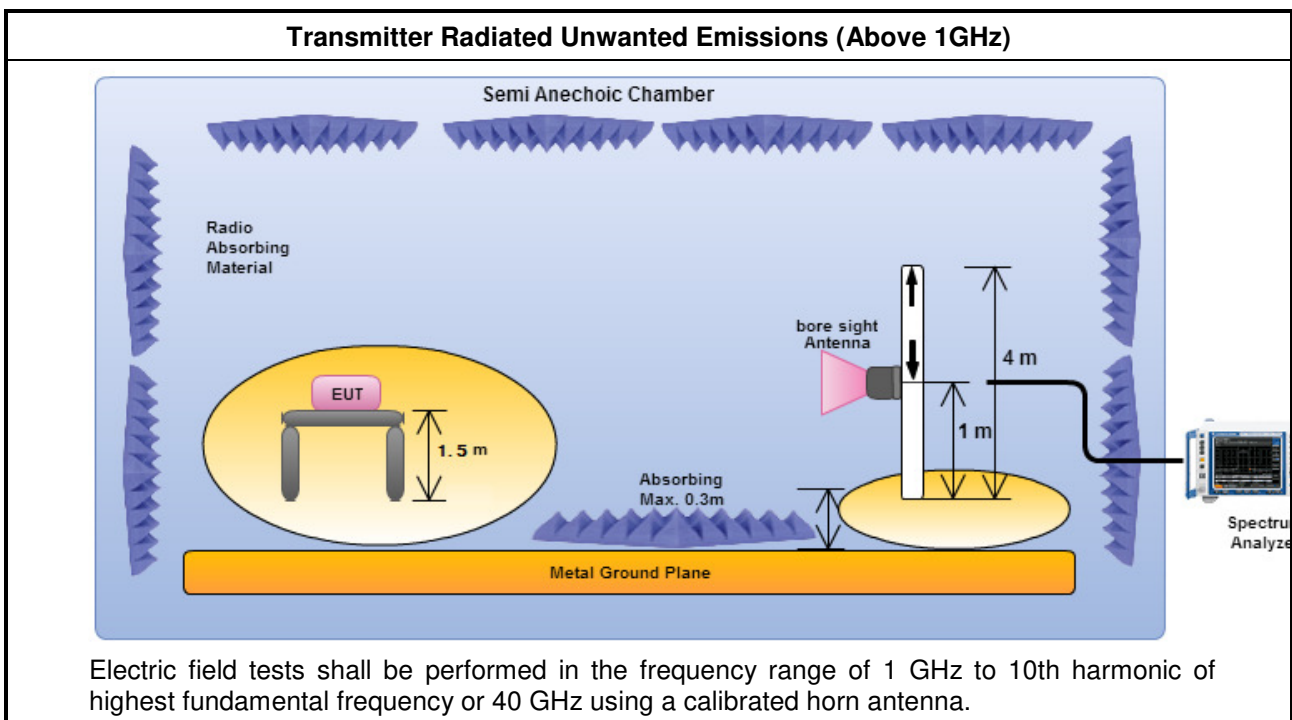 Transmitter Radiated Unwanted Emissions (Above 1GHz)
Semi Anechoic Chamber
Radio
Absorbing
Material
bore sight
Antenna
4 m
EUT
1 m
1. 5 m
Absorbing
Max. 0.3m
Spectru
Analyze
Metal Ground Plane
Electric field tests shall be performed in the frequency range of 1 GHz to 10th harmonic of
highest fundamental frequency or 40 GHz using a calibrated horn antenna.